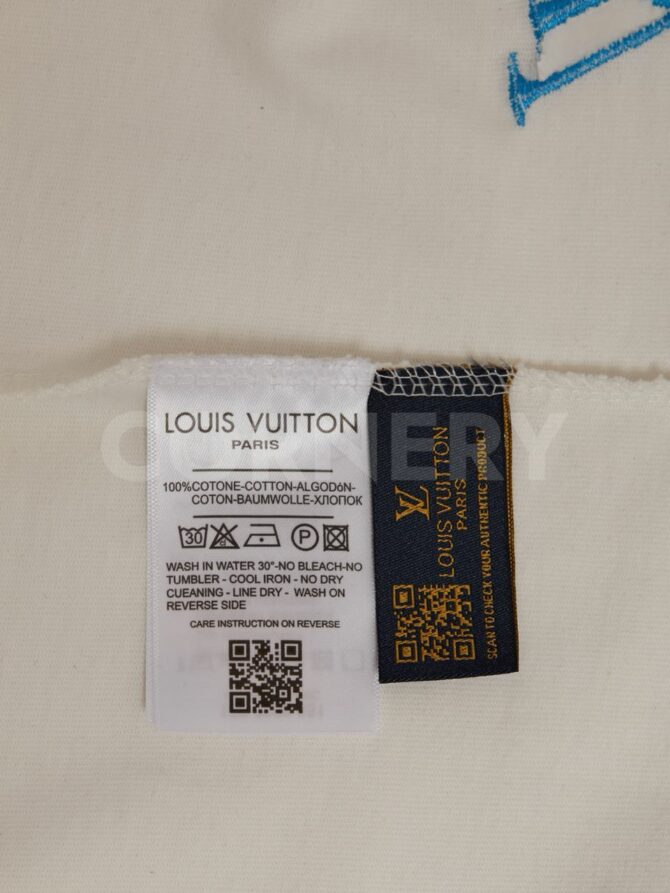 LOUIS VUITTON
PARIS
100%COTONE-COTTON-ALGODóN-
COTON-BAUMWOLLE-ХЛОПОК
30 P
WASH IN WATER 30°-NO BLEACH-NO
TUMBLER - COOL IRON - NO DRY
CUEANING - LINE DRY - WASH ON
REVERSE SIDE
CARE INSTRUCTION ON REVERSE
LV
LOUIS VUITTON
PARIS
SCAN TO CHECK YOUR AUTHENTIC PRODUCT
CORNERY